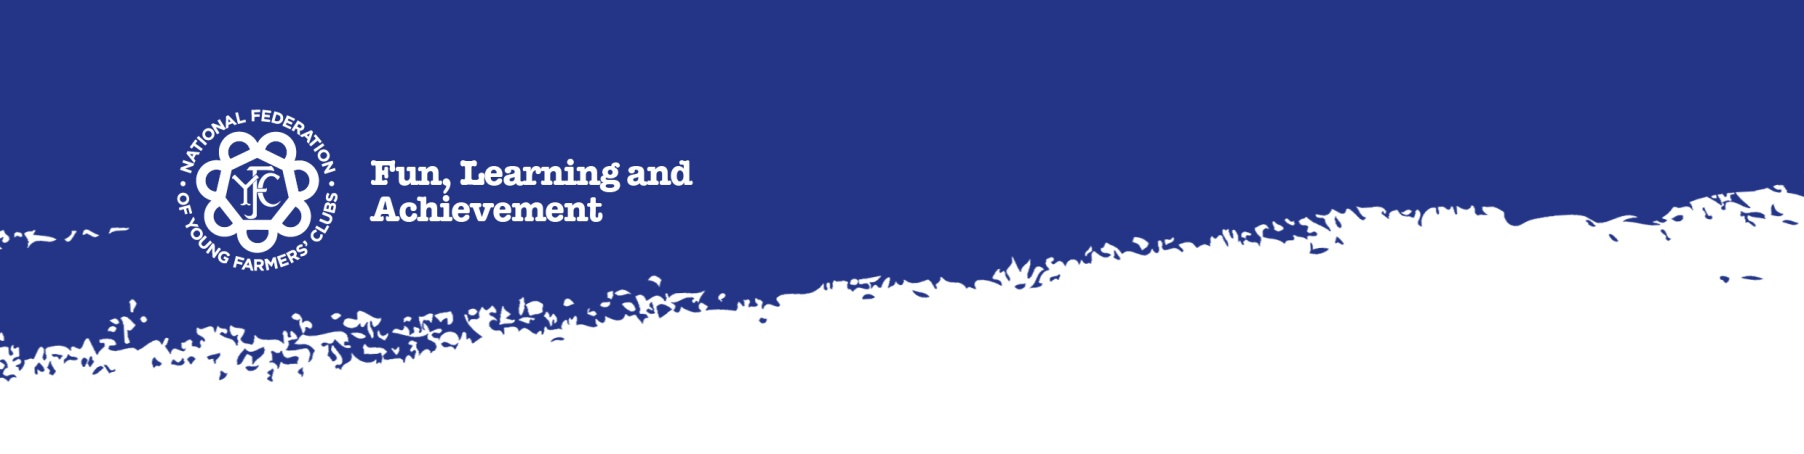 NATIONAL FEDERATION
OF YOUNG FARMERS' CLUBS
YFC
Fun, Learning and
Achievement